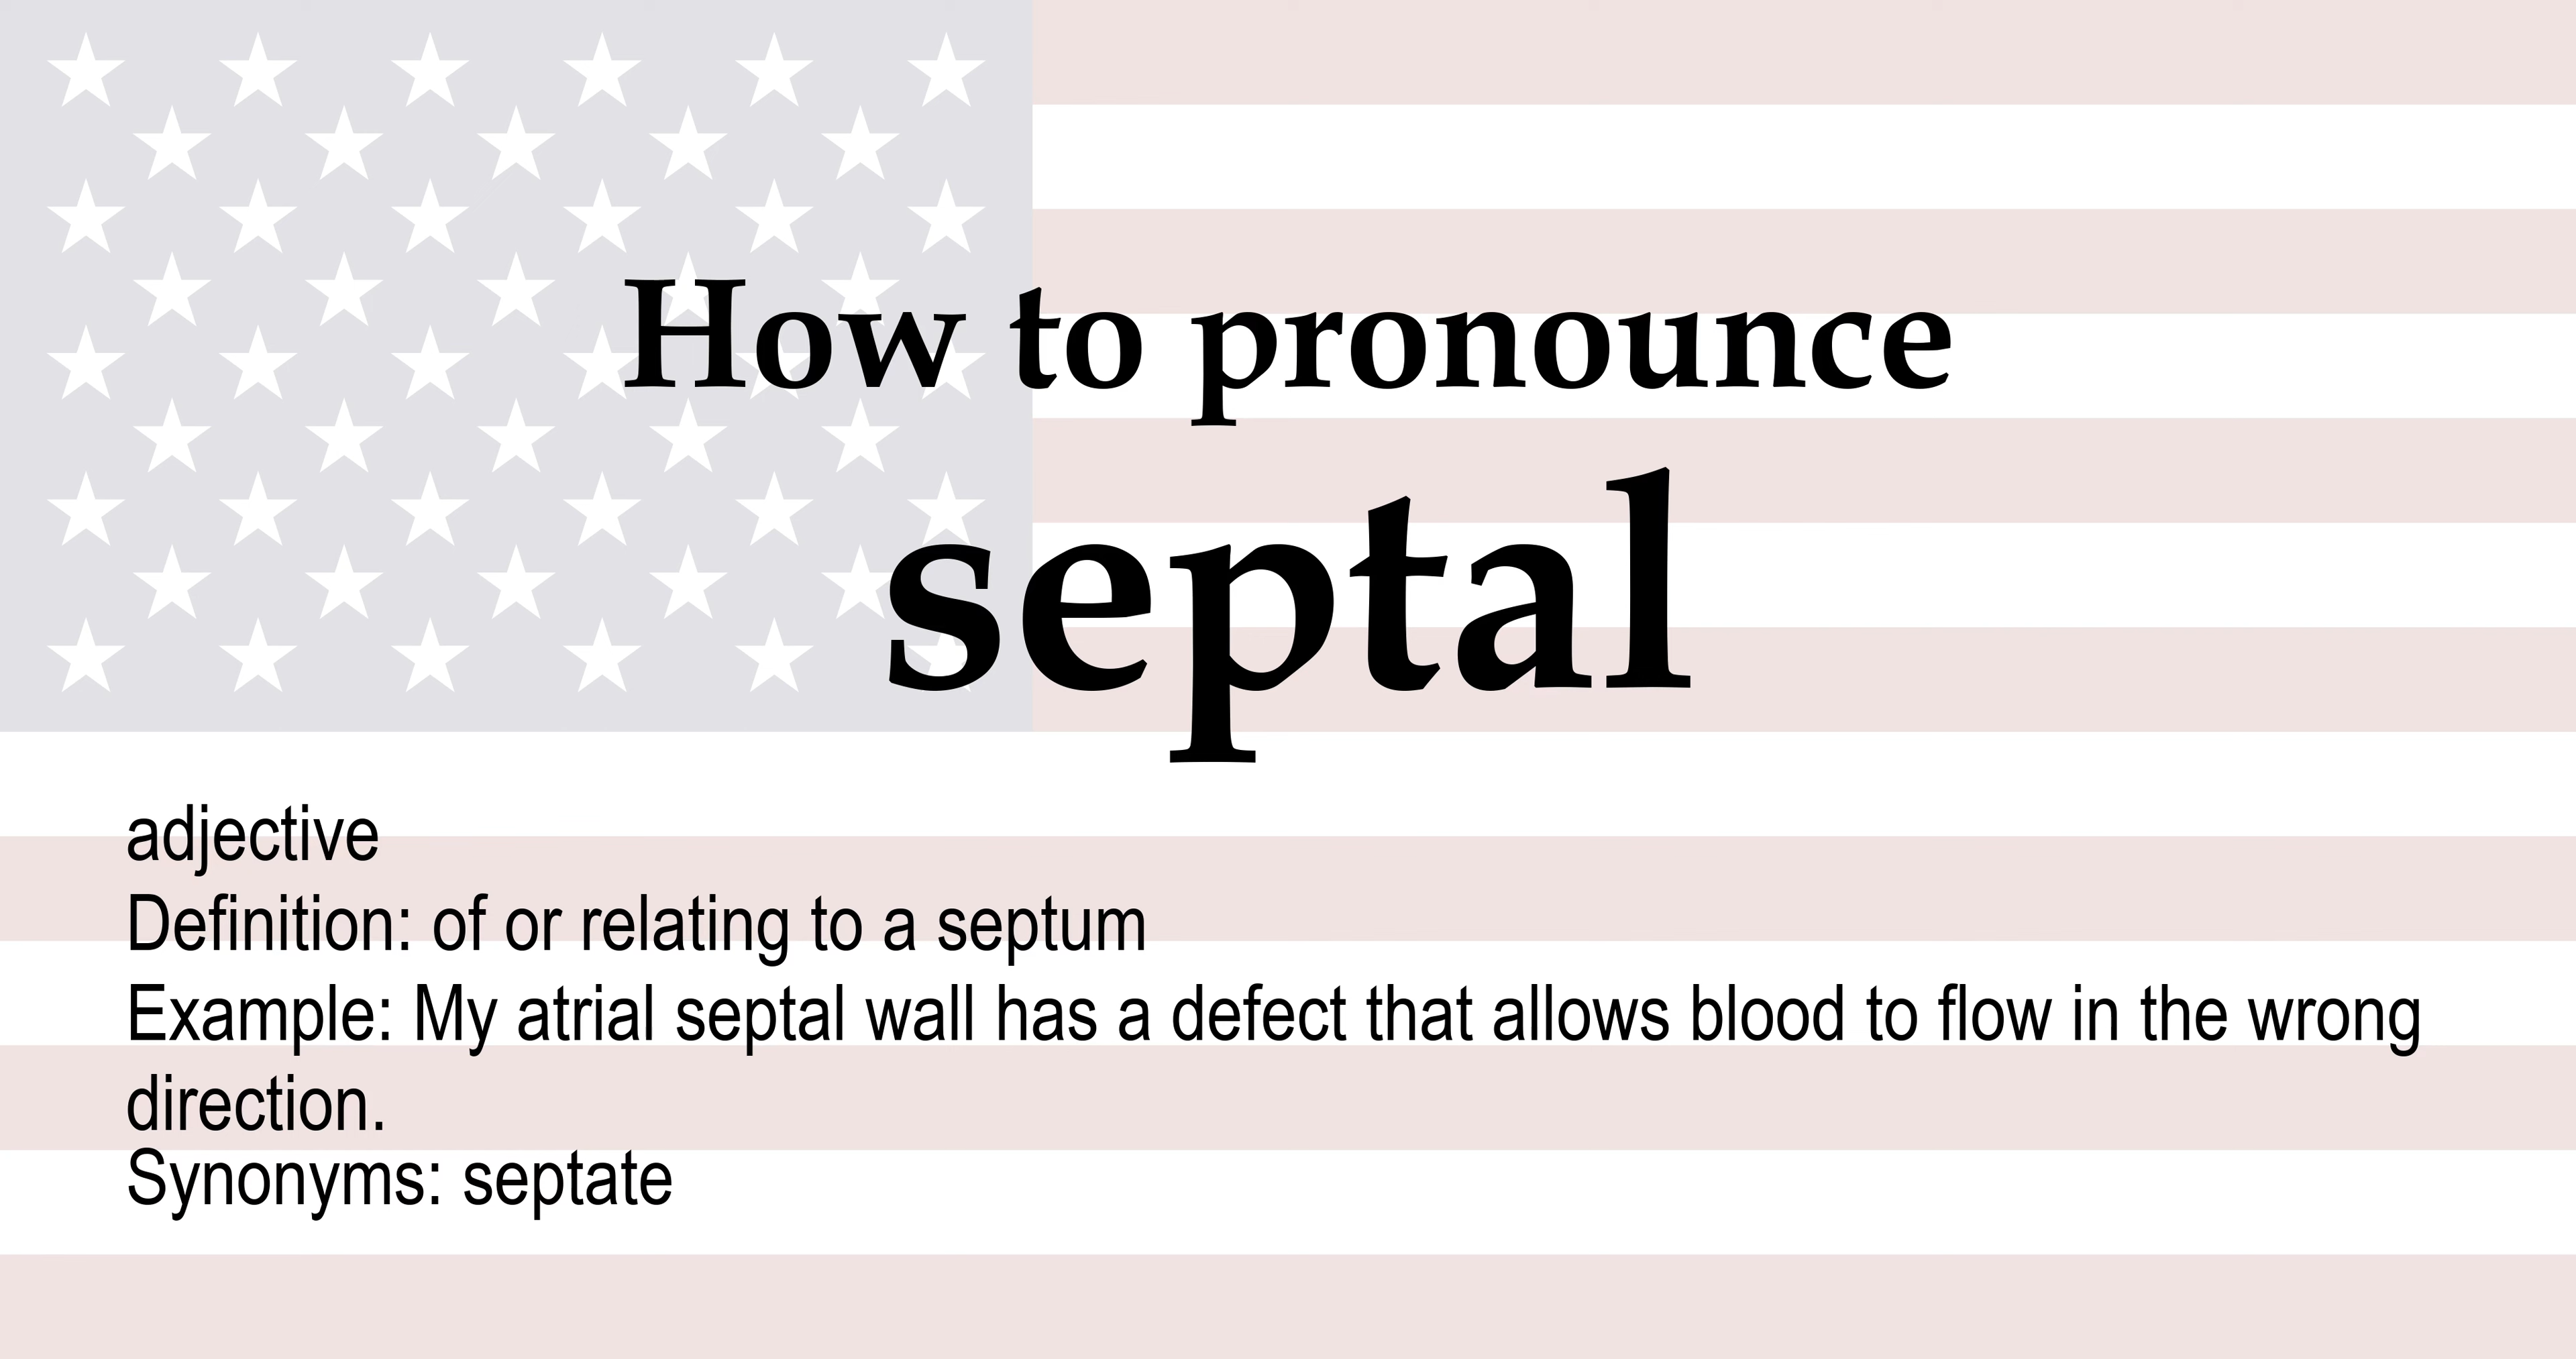 How to pronounce
septal
adjective
Definition: of or relating to a septum
Example: My atrial septal wall has a defect that allows blood to flow in the wrong
direction.
Synonyms: septate